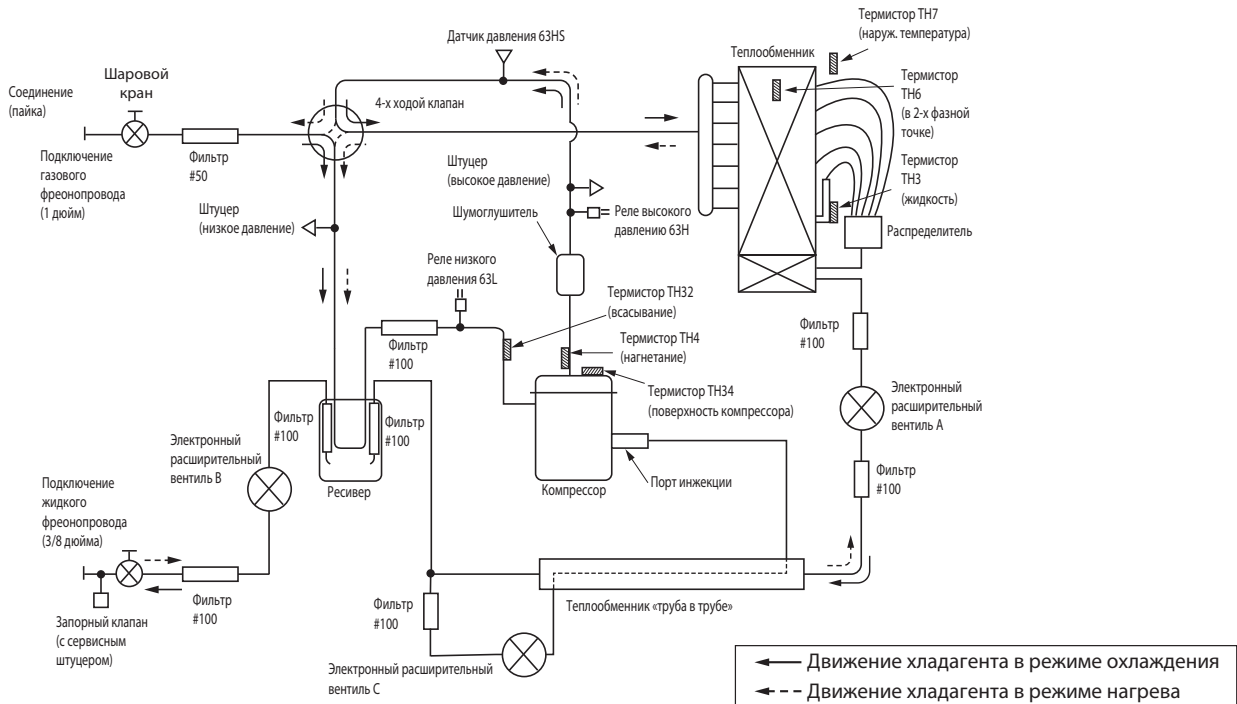 Датчик давления 63HS
Термистор TH7
(наруж. температура)
Теплообменник
Шаровой
кран
Соединение
(пайка)
4-х ходой клапан
Термистор
TH6
(в 2-х фазной
точке)
Подключение
газового
фреонопровода
(1 дюйм)
Фильтр
#50
Штуцер
(высокое давление)
Термистор
TH3
(жидкость)
Штуцер
(низкое давление)
Шумоглушитель
Реле высокого
давлению 63H
Распределитель
Реле низкого
давления 63L
Термистор TH32
(всасывание)
Фильтр
#100
Фильтр
#100
Термистор TH4
(нагнетание)
Термистор TH34
(поверхность компрессора)
Электронный
расширительный
вентиль A
Фильтр
#100
Фильтр
#100
Электронный
расширительный
вентиль B
Ресивер
Компрессор
Порт инжекции
Фильтр
#100
Подключение
жидкого
фреонопровода
(3/8 дюйма)
Фильтр
#100
Запорный клапан
(с сервисным
штуцером)
Фильтр
#100
Теплообменник «труба в трубе»
Электронный расширительный
вентиль C
Движение хладагента в режиме охлаждения
Движение хладагента в режиме нагрева